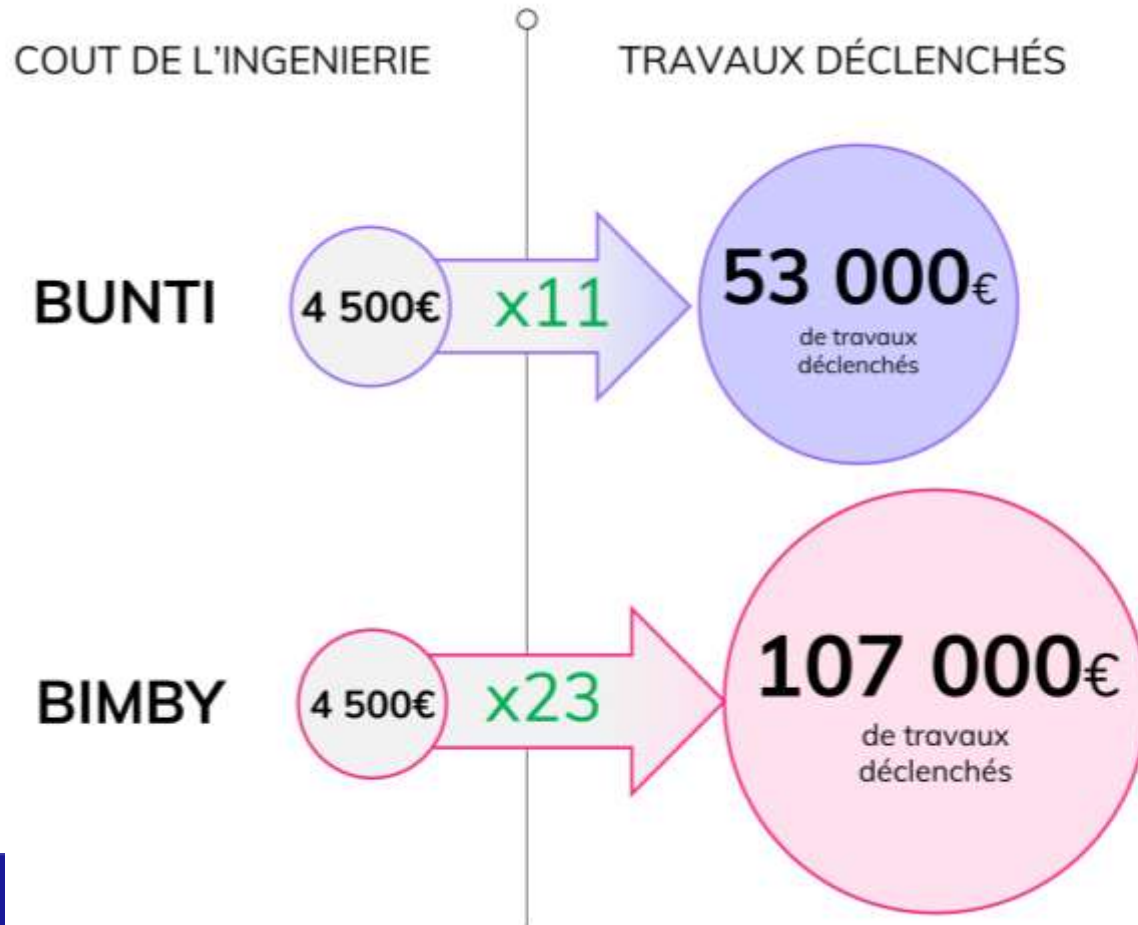 COUT DE L'INGENIERIE
TRAVAUX DÉCLENCHÉS
BUNTI
4 500€
x11
53 000€
de travaux
déclenchés
BIMBY
4 500€
x23
107 000€
de travaux
déclenchés